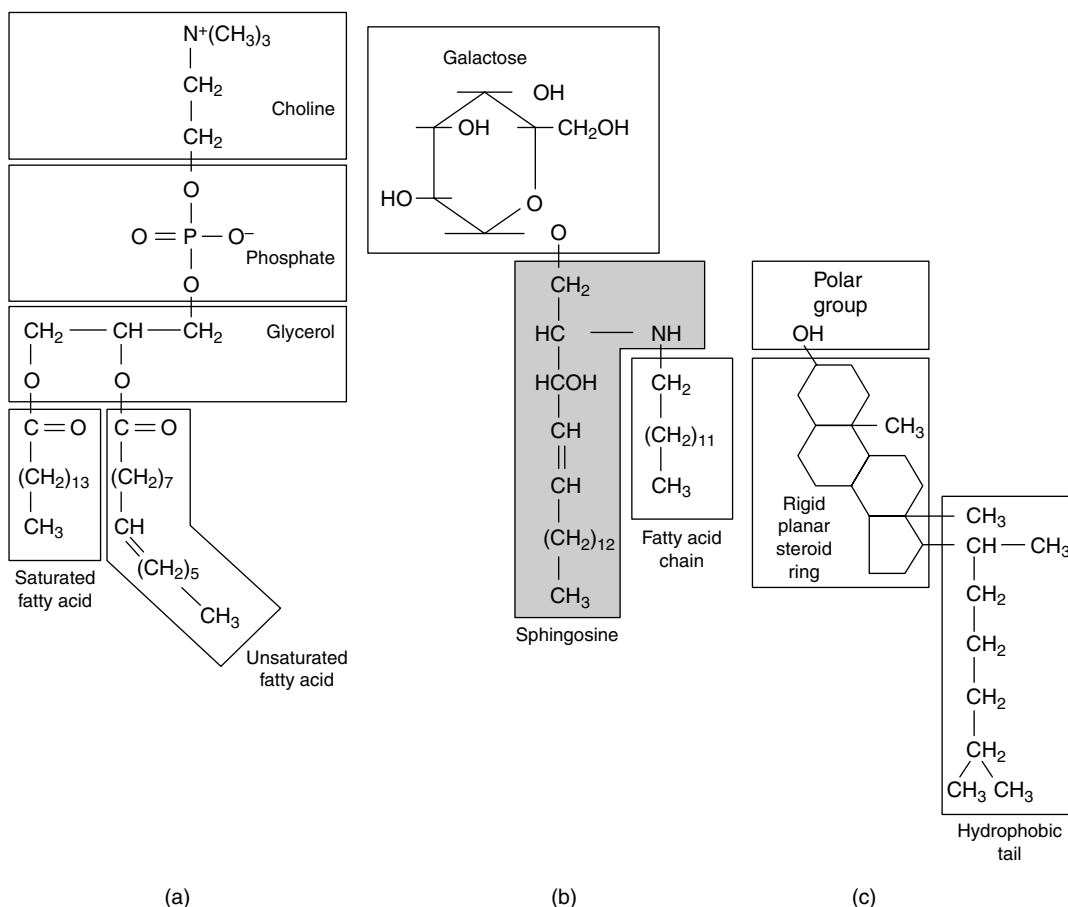 N⁺(CH₃)₃
CH₂
Choline
CH₂
O
O=P-O⁻
Phosphate
O
Glycerol
CH₂ CH CH₂
O O
C=O C=O
(CH₂)₁₃ (CH₂)₇
CH₃ CH
(CH₂)₅
CH₃
Saturated
fatty acid
Unsaturated
fatty acid
(a)
Galactose
OH
OH CH₂OH
HO O
O
CH₂
HC NH
HCOH CH₂
CH (CH₂)₁₁
CH CH₃
(CH₂)₁₂
CH₃
Fatty acid
chain
Sphingosine
(b)
Polar
group
OH
CH₃
Rigid
planar
steroid
ring
CH₃
CH CH₃
CH₂
CH₂
CH₂
CH₂
CH₃ CH₃
Hydrophobic
tail
(c)